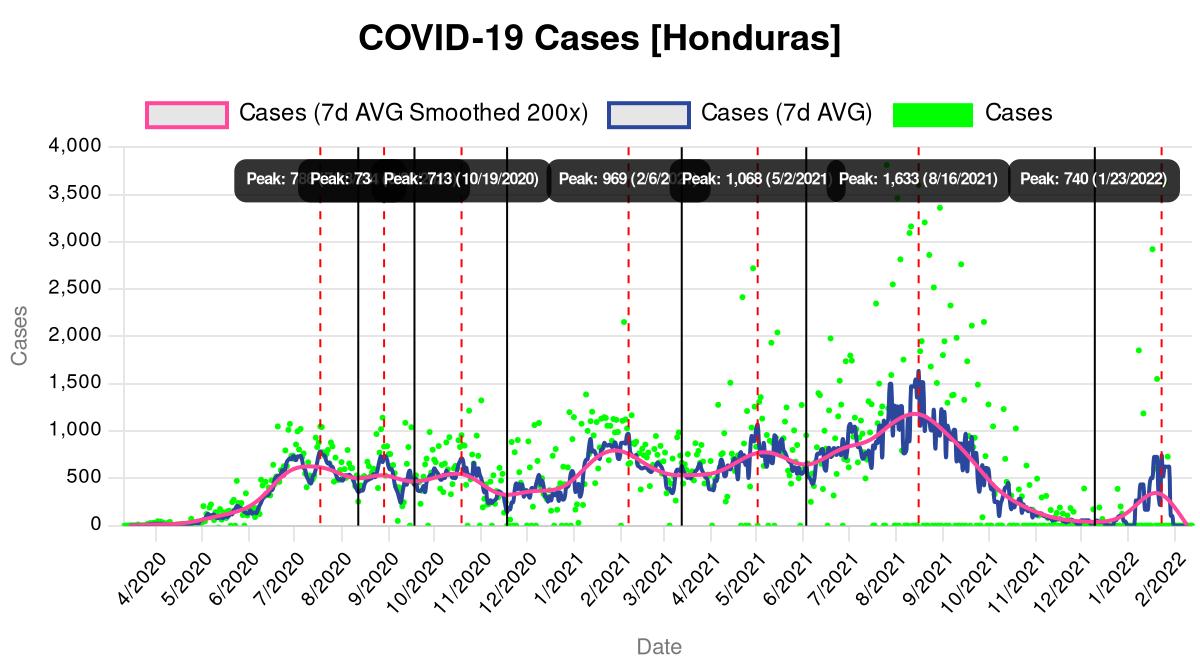 COVID-19 Cases [Honduras]
Cases (7d AVG Smoothed 200x) Cases (7d AVG) Cases
Peak: Peak: 734 Peak: 713 (10/19/2020) Peak: 969 (2/6/ Peak: 1,068 (5/2/2021) Peak: 1,633 (8/16/2021) Peak: 740 (1/23/2022)
4,000
3,500
3,000
2,500
2,000
1,500
1,000
500
0
Cases
4/2020 5/2020 6/2020 7/2020 8/2020 9/2020 10/2020 11/2020 12/2020 1/2021 2/2021 3/2021 4/2021 5/2021 6/2021 7/2021 8/2021 9/2021 10/2021 11/2021 12/2021 1/2022 2/2022
Date